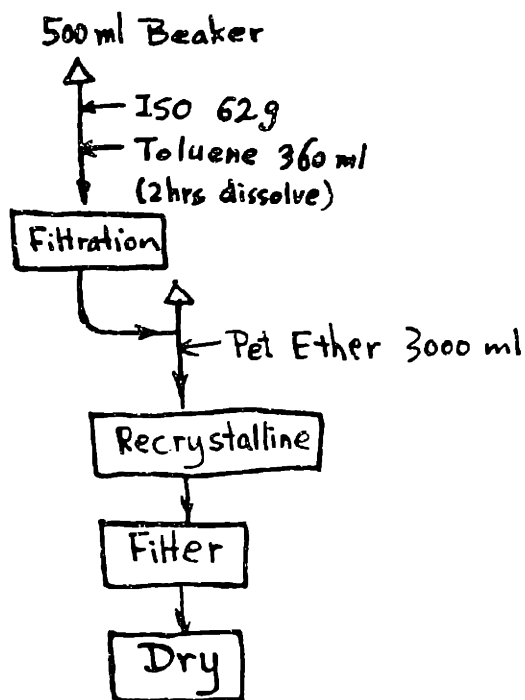 500 ml Beaker
ISO 62g
Toluene 360 ml
(2hrs dissolve)
Filtration
Pet Ether 3000 ml
Recrystalline
Filter
Dry